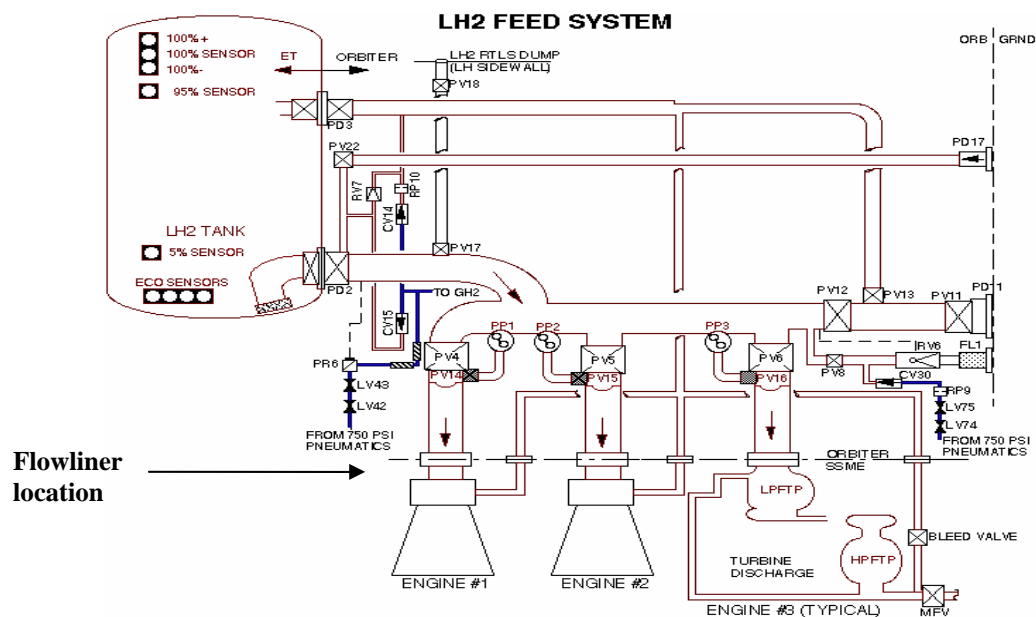 LH2 FEED SYSTEM
100%+
100% SENSOR
100%-
95% SENSOR
ET
ORBITER
LH2 RTLS DUMP
(LH SIDEWALL)
PV18
ORB
GRND
PD3
PV22
PD17
RV7
RP10
CV14
LH2 TANK
5% SENSOR
ECO SENSORS
PD2
PV17
TO GH2
CV15
PV12
PV13
PV11
PD11
PP1
PP2
PP3
PV4
PV5
PV6
PV14
PV15
PV16
PR6
LV43
LV42
FROM 750 PSI
PNEUMATICS
RV6
FL1
PV8
CV30
RP9
LV75
LV74
FROM 750 PSI
PNEUMATICS
Flowliner
location
ORBITER
SSME
LPFTP
HPFTP
TURBINE
DISCHARGE
BLEED VALVE
MFV
ENGINE #1
ENGINE #2
ENGINE #3 (TYPICAL)